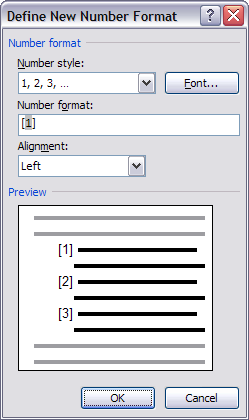 Define New Number Format
Number format
Number style:
1, 2, 3, ...
Font...
Number format:
[1]
Alignment:
Left
Preview
[1]
[2]
[3]
OK
Cancel